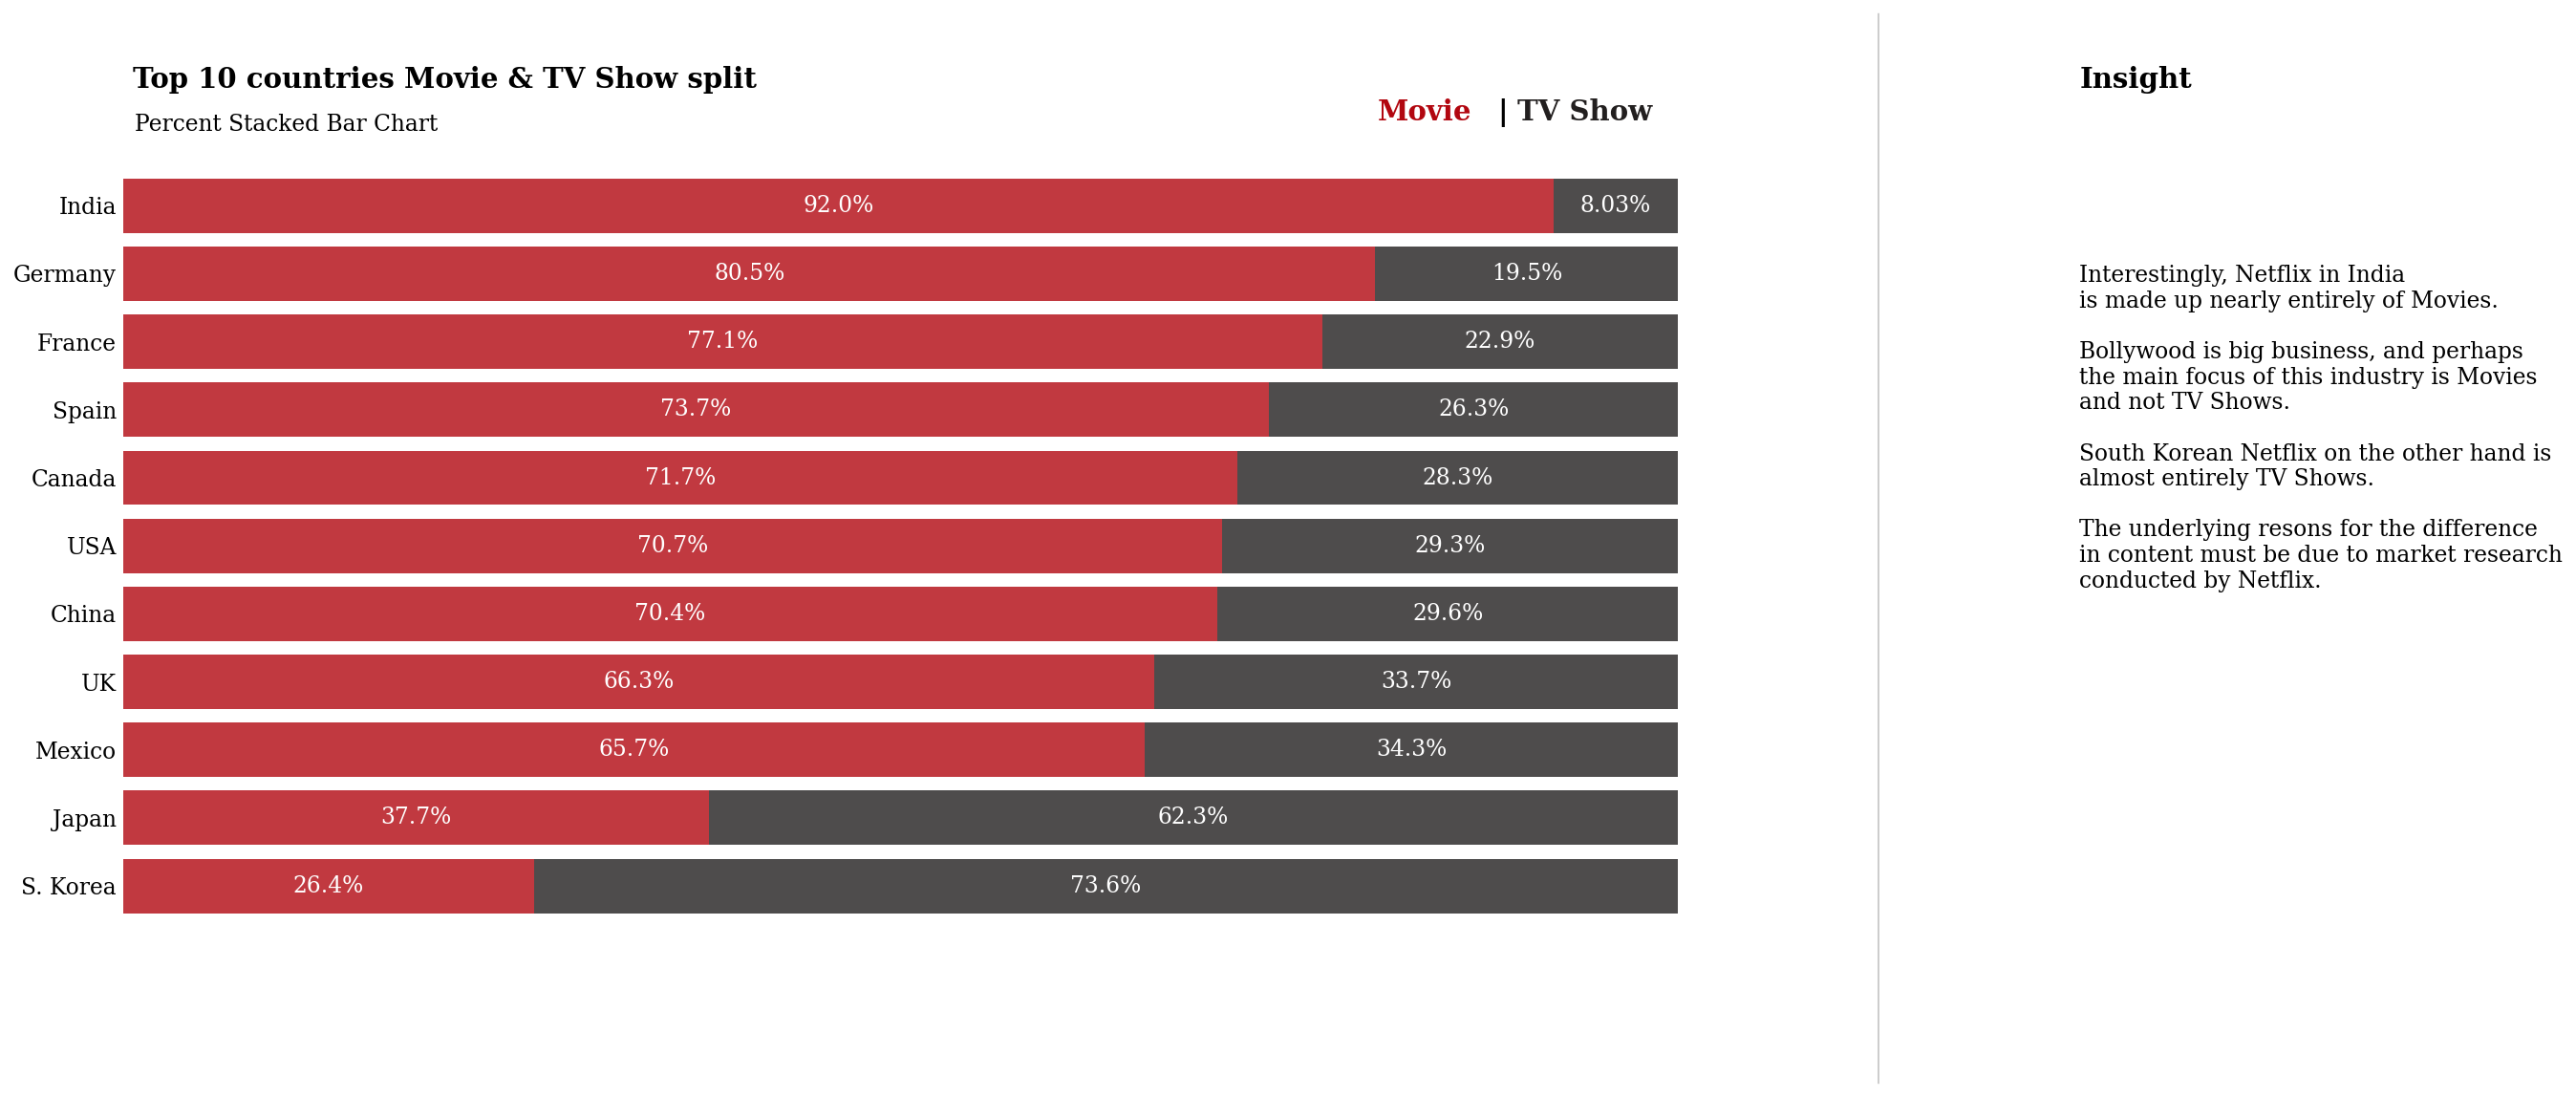 Top 10 countries Movie & TV Show split
Percent Stacked Bar Chart
Movie | TV Show
India 92.0% 8.03%
Germany 80.5% 19.5%
France 77.1% 22.9%
Spain 73.7% 26.3%
Canada 71.7% 28.3%
USA 70.7% 29.3%
China 70.4% 29.6%
UK 66.3% 33.7%
Mexico 65.7% 34.3%
Japan 37.7% 62.3%
S. Korea 26.4% 73.6%
Insight
Interestingly, Netflix in India
is made up nearly entirely of Movies.
Bollywood is big business, and perhaps
the main focus of this industry is Movies
and not TV Shows.
South Korean Netflix on the other hand is
almost entirely TV Shows.
The underlying resons for the difference
in content must be due to market research
conducted by Netflix.